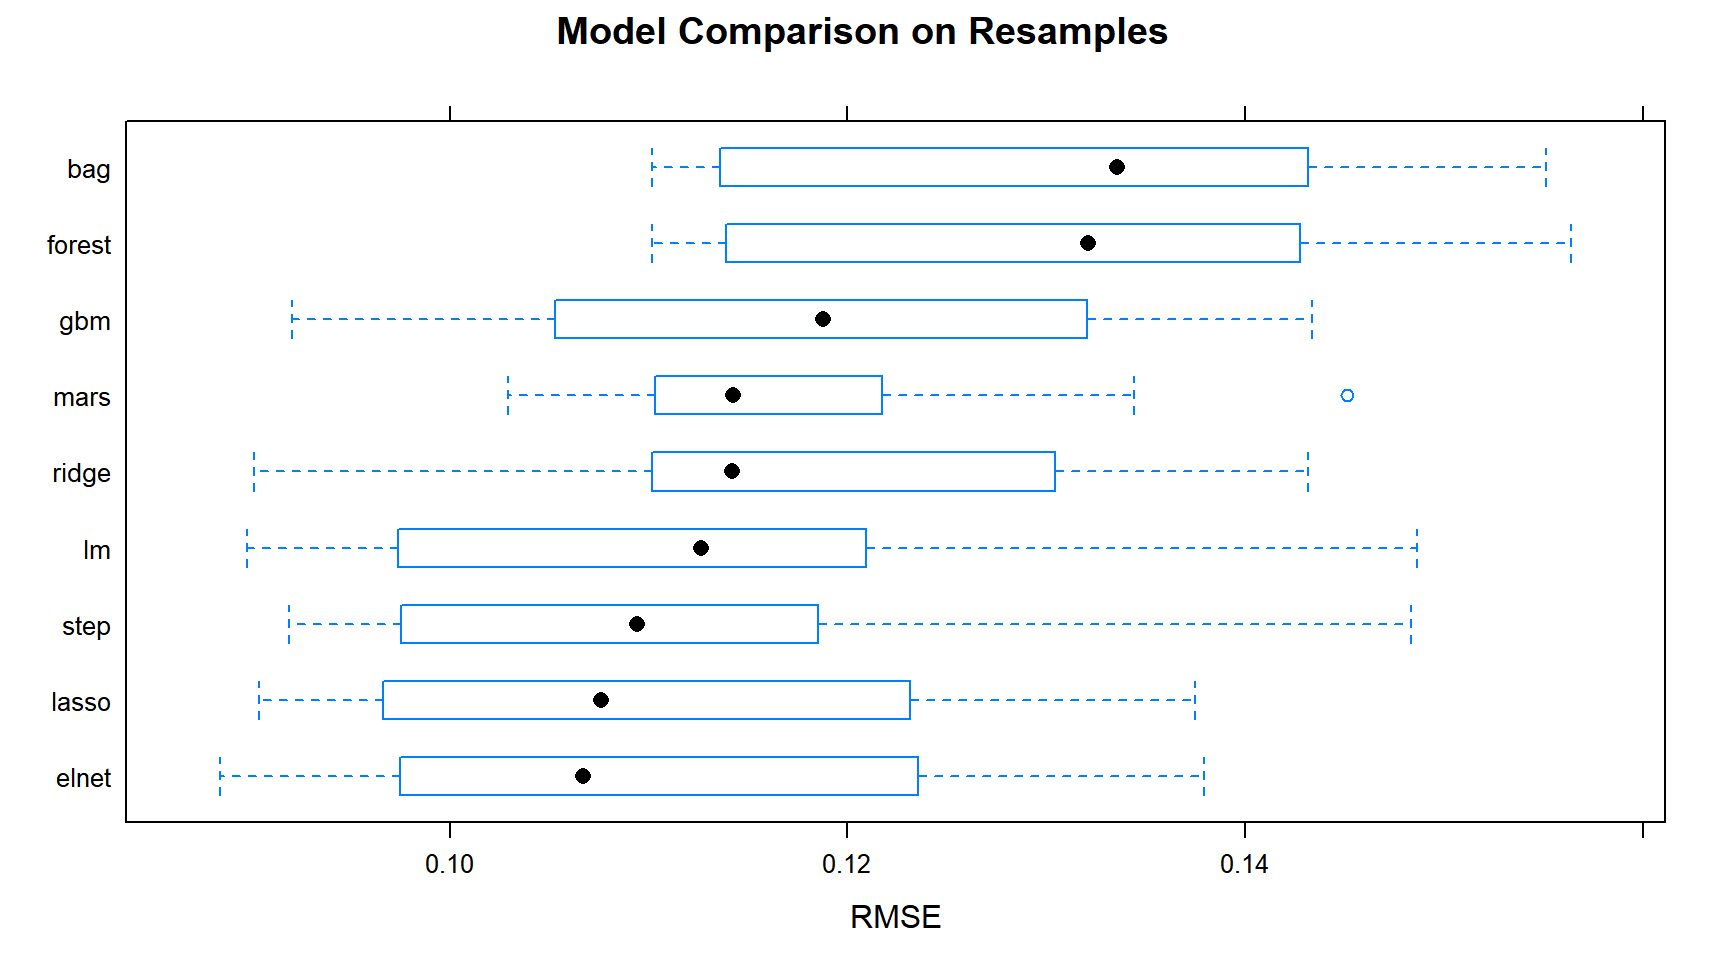 Model Comparison on Resamples
bag
forest
gbm
mars
ridge
lm
step
lasso
elnet
0.10 0.12 0.14
RMSE